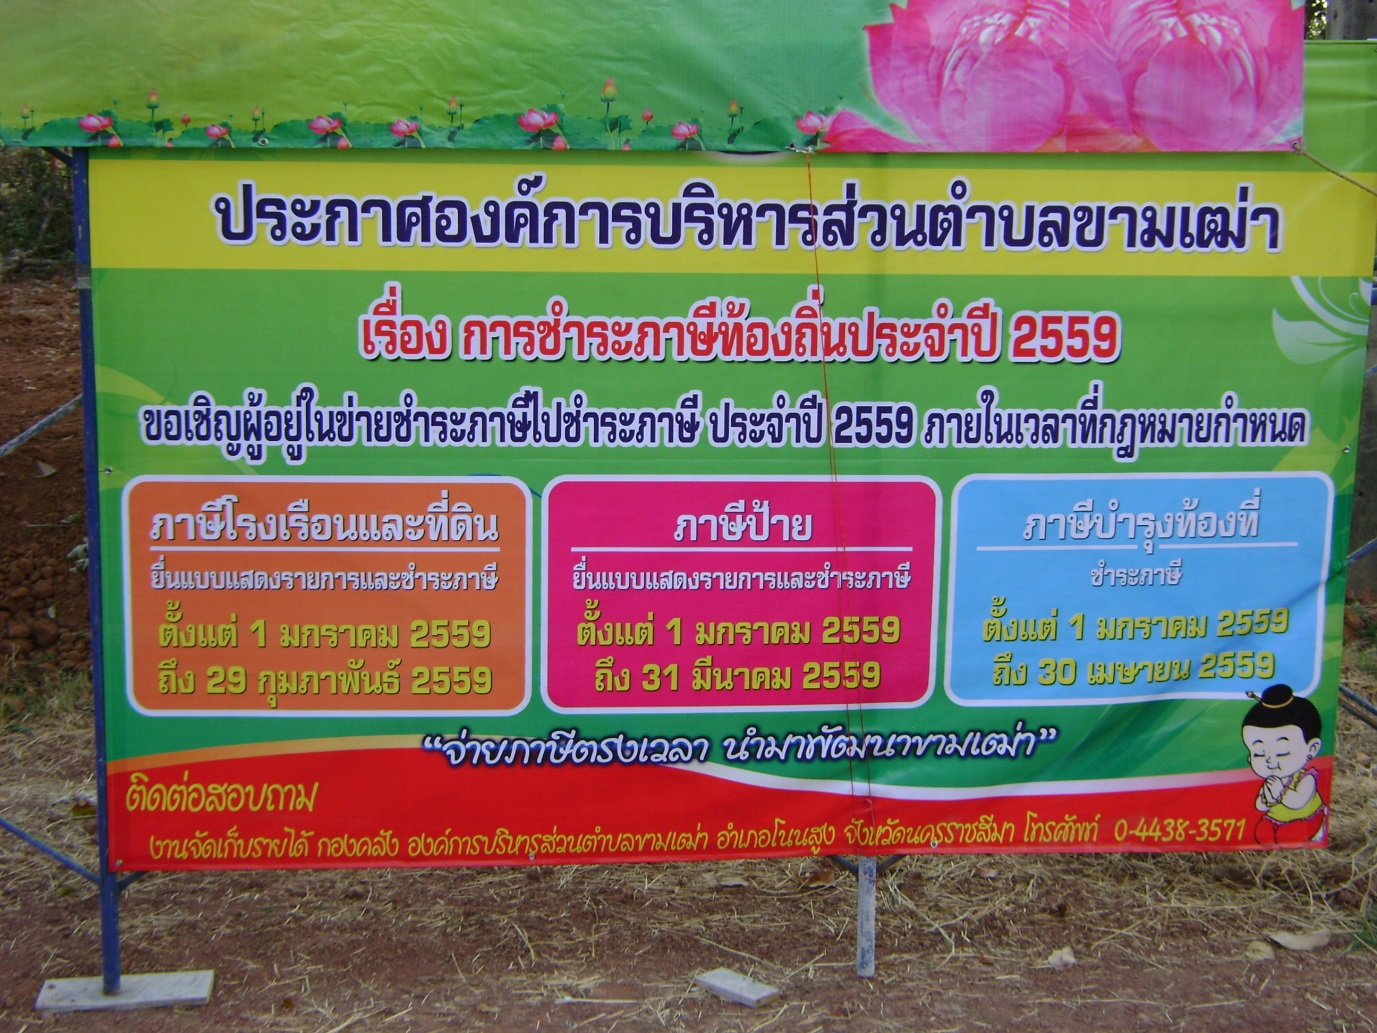 ประกาศองค์การบริหารส่วนตำบลขามเฒ่า
เรื่อง การชำระภาษีท้องถิ่นประจำปี 2559
ขอเชิญผู้อยู่ในข่ายชำระภาษีไปชำระภาษี ประจำปี 2559 ภายในเวลาที่กฎหมายกำหนด
ภาษีโรงเรือนและที่ดิน
ยื่นแบบแสดงรายการและชำระภาษี
ตั้งแต่ 1 มกราคม 2559
ถึง 29 กุมภาพันธ์ 2559
ภาษีป้าย
ยื่นแบบแสดงรายการและชำระภาษี
ตั้งแต่ 1 มกราคม 2559
ถึง 31 มีนาคม 2559
ภาษีบำรุงท้องที่
ชำระภาษี
ตั้งแต่ 1 มกราคม 2559
ถึง 30 เมษายน 2559
“จ่ายภาษีตรงเวลา นำมาพัฒนาขามเฒ่า”
ติดต่อสอบถาม
งานจัดเก็บรายได้ กองคลัง องค์การบริหารส่วนตำบลขามเฒ่า อำเภอโนนสูง จังหวัดนครราชสีมา โทรศัพท์ 0-4438-3571